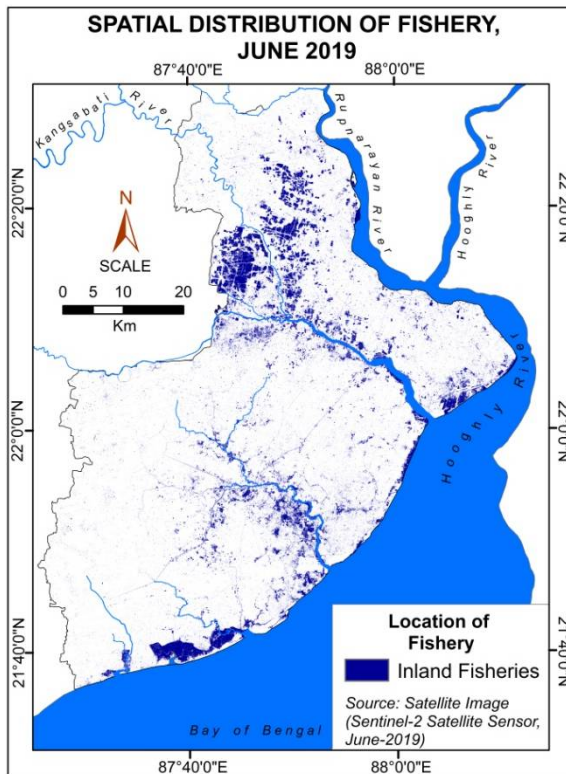 SPATIAL DISTRIBUTION OF FISHERY,
JUNE 2019
87°40'0"E
88°0'0"E
Kangsabati River
Rupnarayan River
Hooghly River
22°20'0"N
22°20'0"N
N
SCALE
0 5 10 20
Km
22°0'0"N
22°0'0"N
Hooghly River
21°40'0"N
21°40'0"N
Location of
Fishery
Inland Fisheries
Source: Satellite Image
(Sentinel-2 Satellite Sensor,
June-2019)
Bay of Bengal
87°40'0"E
88°0'0"E